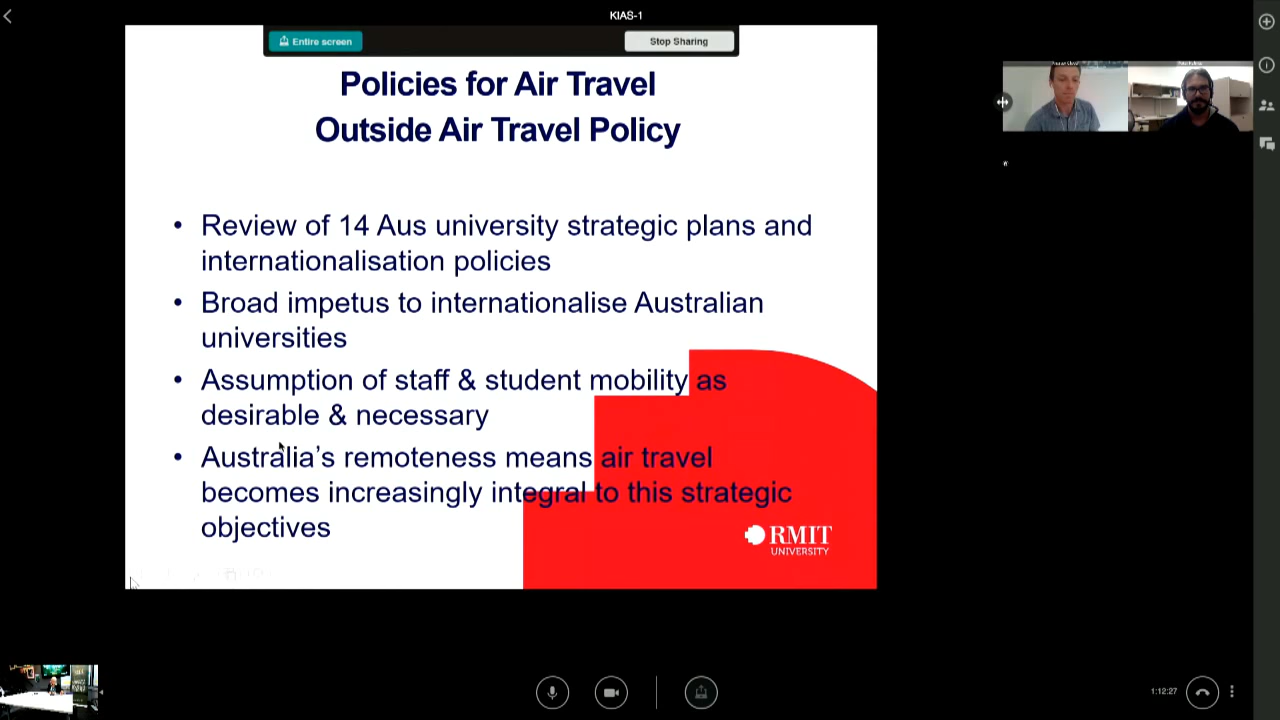 KIAS-1
Entire screen
Stop Sharing
Policies for Air Travel
Outside Air Travel Policy
• Review of 14 Aus university strategic plans and
internationalisation policies
• Broad impetus to internationalise Australian
universities
• Assumption of staff & student mobility as
desirable & necessary
• Australia’s remoteness means air travel
becomes increasingly integral to this strategic
objectives
RMIT
UNIVERSITY
1:12:27